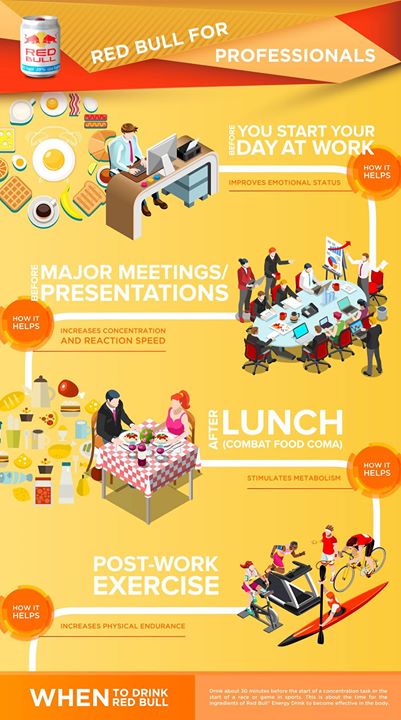 RED BULL
RED BULL FOR PROFESSIONALS
BEFORE
YOU START YOUR
DAY AT WORK
HOW IT
HELPS
IMPROVES EMOTIONAL STATUS
BEFORE
MAJOR MEETINGS/
PRESENTATIONS
HOW IT
HELPS
INCREASES CONCENTRATION
AND REACTION SPEED
AFTER
LUNCH
(COMBAT FOOD COMA)
HOW IT
HELPS
STIMULATES METABOLISM
POST-WORK
EXERCISE
HOW IT
HELPS
INCREASES PHYSICAL ENDURANCE
WHEN TO DRINK
RED BULL
Drink about 30 minutes before the start of a concentration task or the
start of a race or game in sports. This is about the time for the
ingredients of Red Bull® Energy Drink to become effective in the body.